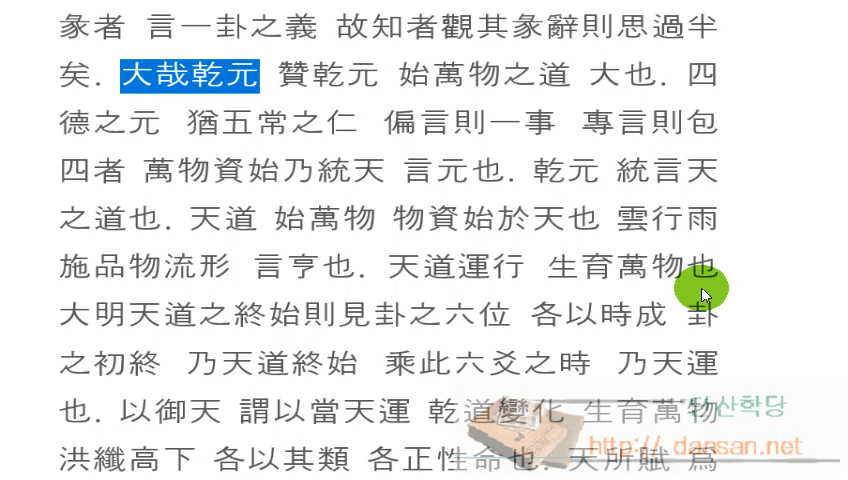 彖者 言一卦之義 故知者觀其彖辭則思過半
矣. 大哉乾元 贊乾元 始萬物之道 大也. 四
德之元 猶五常之仁 偏言則一事 專言則包
四者 萬物資始乃統天 言元也. 乾元 統言天
之道也. 天道 始萬物 物資始於天也 雲行雨
施品物流形 言亨也. 天道運行 生育萬物也
大明天道之終始則見卦之六位 各以時成 卦
之初終 乃天道終始 乘此六爻之時 乃天運
也. 以御天 謂以當天運 乾道變化 生育萬物
洪纖高下 各以其類 各正性命也. 天所賦 爲
산학당
http://dansan.net